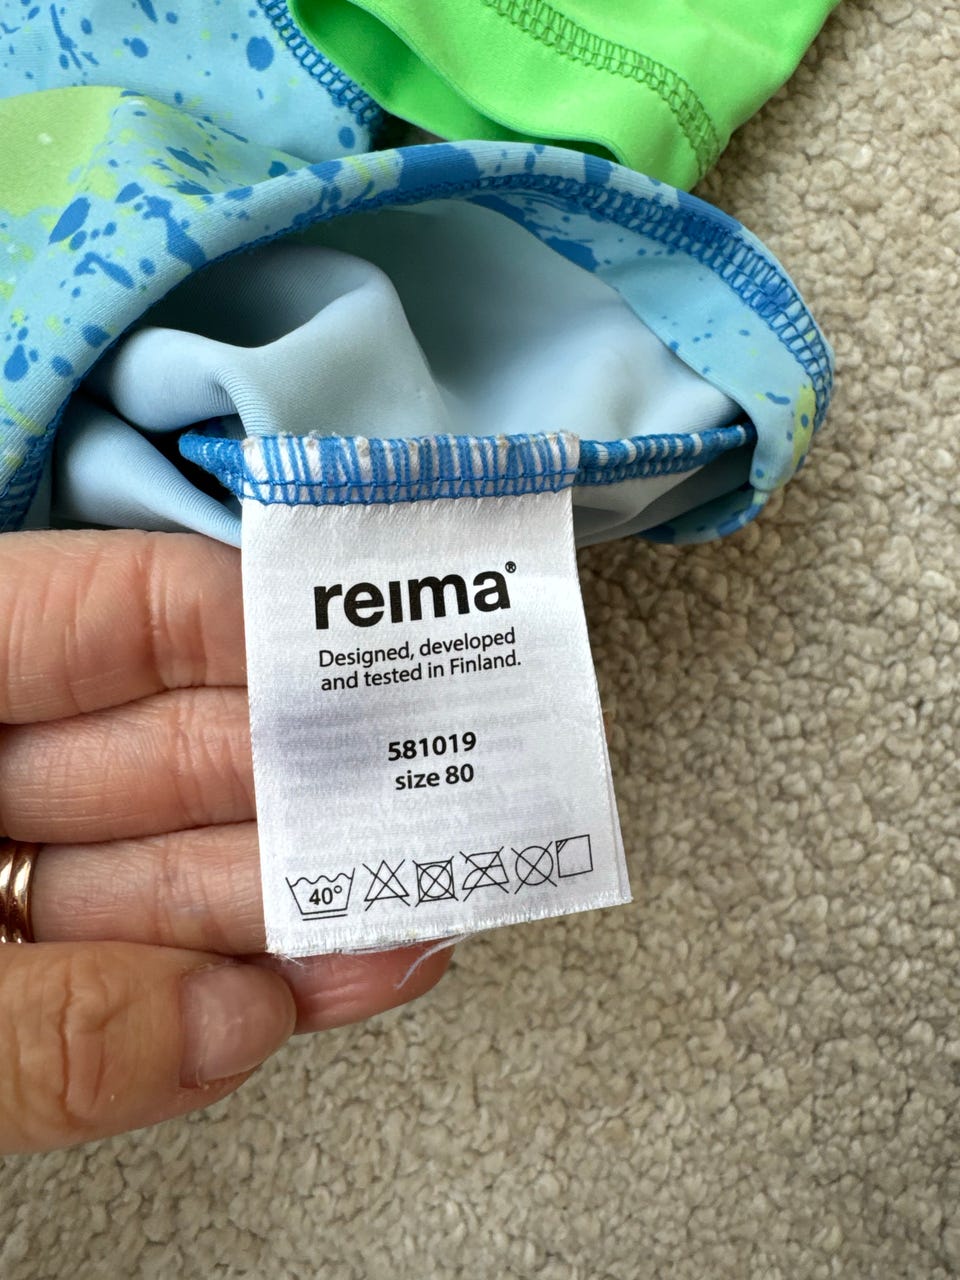 reima®
Designed, developed
and tested in Finland.
581019
size 80
40°